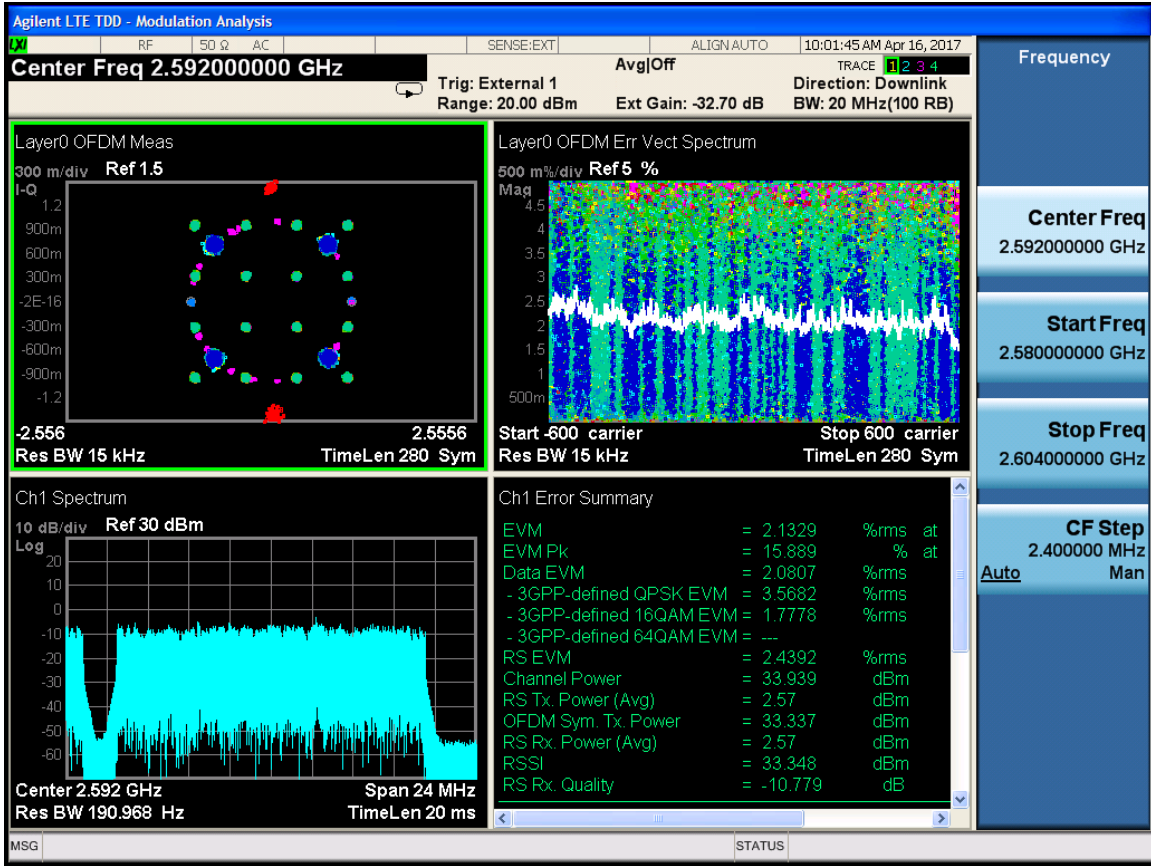 Agilent LTE TDD - Modulation Analysis
LXI RF 50 Ω AC SENSE:EXT ALIGN AUTO 10:01:45 AM Apr 16, 2017
Center Freq 2.592000000 GHz
Avg|Off
TRACE 1 2 3 4
Trig: External 1
Direction: Downlink
Range: 20.00 dBm Ext Gain: -32.70 dB BW: 20 MHz(100 RB)
Layer0 OFDM Meas
300 m/div Ref 1.5
I-Q
1.2
900m
600m
300m
-2E-16
-300m
-600m
-900m
-1.2
-2.556 2.5556
Res BW 15 kHz TimeLen 280 Sym
Layer0 OFDM Err Vect Spectrum
500 m%/div Ref 5 %
Mag
4.5
4
3.5
3
2.5
2
1.5
1
500m
Start -600 carrier Stop 600 carrier
Res BW 15 kHz TimeLen 280 Sym
Ch1 Spectrum
10 dB/div Ref 30 dBm
Log
20
10
0
-10
-20
-30
-40
-50
-60
Center 2.592 GHz Span 24 MHz
Res BW 190.968 Hz TimeLen 20 ms
Ch1 Error Summary
EVM = 2.1329 %rms at
EVM Pk = 15.889 % at
Data EVM = 2.0807 %rms
- 3GPP-defined QPSK EVM = 3.5682 %rms
- 3GPP-defined 16QAM EVM = 1.7778 %rms
- 3GPP-defined 64QAM EVM = ---
RS EVM = 2.4392 %rms
Channel Power = 33.939 dBm
RS Tx. Power (Avg) = 2.57 dBm
OFDM Sym. Tx. Power = 33.337 dBm
RS Rx. Power (Avg) = 2.57 dBm
RSSI = 33.348 dBm
RS Rx. Quality = -10.779 dB
Frequency
Center Freq
2.592000000 GHz
Start Freq
2.580000000 GHz
Stop Freq
2.604000000 GHz
CF Step
2.400000 MHz
Auto Man
MSG STATUS